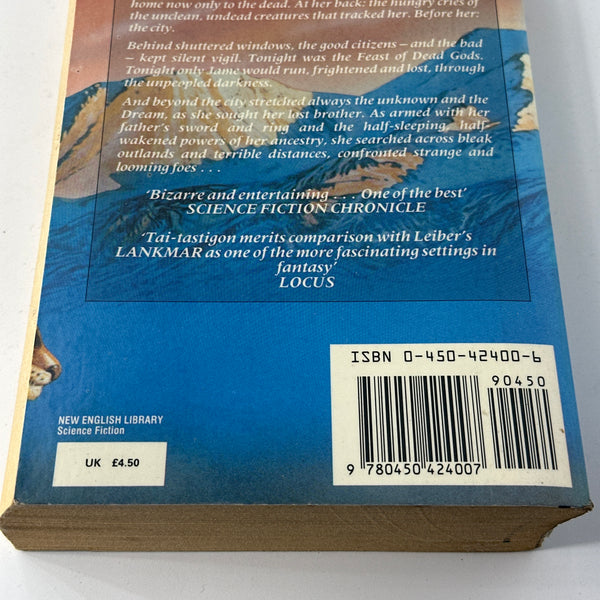 home now only to the dead. At her back: the hungry cries of
the unclean, undead creatures that tracked her. Before her:
the city.
Behind shuttered windows, the good citizens – and the bad
– kept silent vigil. Tonight was the Feast of Dead Gods.
Tonight only Jame would run, frightened and lost, through
the unpeopled darkness.
And beyond the city stretched always the unknown and the
Dream, as she sought her lost brother. As armed with her
father's sword and ring and the half-sleeping, half-
wakened powers of her ancestry, she searched across bleak
outlands and terrible distances, confronted strange and
looming foes . . .
'Bizarre and entertaining . . . One of the best'
SCIENCE FICTION CHRONICLE
'Tai-tastigon merits comparison with Leiber's
LANKMAR as one of the more fascinating settings in
fantasy'
LOCUS
ISBN 0-450-42400-6
90450
NEW ENGLISH LIBRARY
Science Fiction
UK £4.50
9 780450 424007